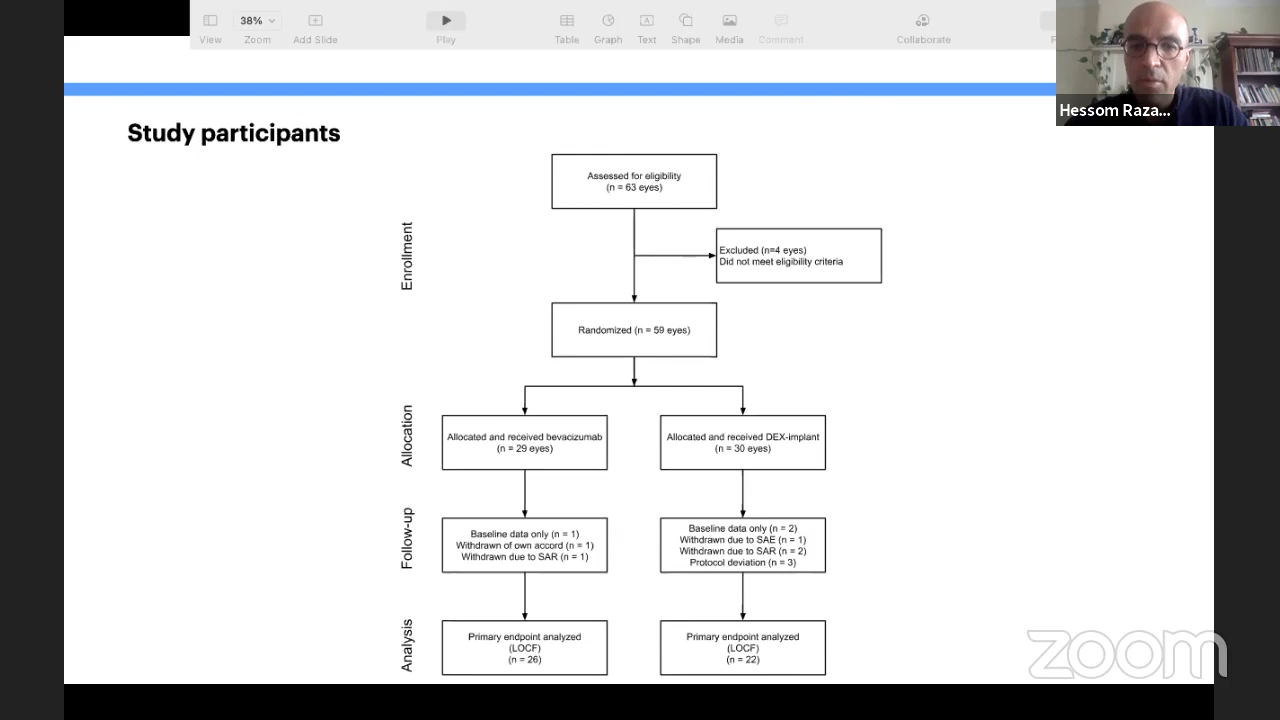 38%
View
Zoom
Add Slide
Play
Table
Graph
Text
Shape
Media
Comment
Collaborate
F
Hessom Raza...
Study participants
Enrollment
Assessed for eligibility
(n = 63 eyes)
Excluded (n=4 eyes)
Did not meet eligibility criteria
Randomized (n = 59 eyes)
Allocation
Allocated and received bevacizumab
(n = 29 eyes)
Allocated and received DEX-implant
(n = 30 eyes)
Follow-up
Baseline data only (n = 1)
Withdrawn of own accord (n = 1)
Withdrawn due to SAR (n = 1)
Baseline data only (n = 2)
Withdrawn due to SAE (n = 1)
Withdrawn due to SAR (n = 2)
Protocol deviation (n = 3)
Analysis
Primary endpoint analyzed
(LOCF)
(n = 26)
Primary endpoint analyzed
(LOCF)
(n = 22)
zoom